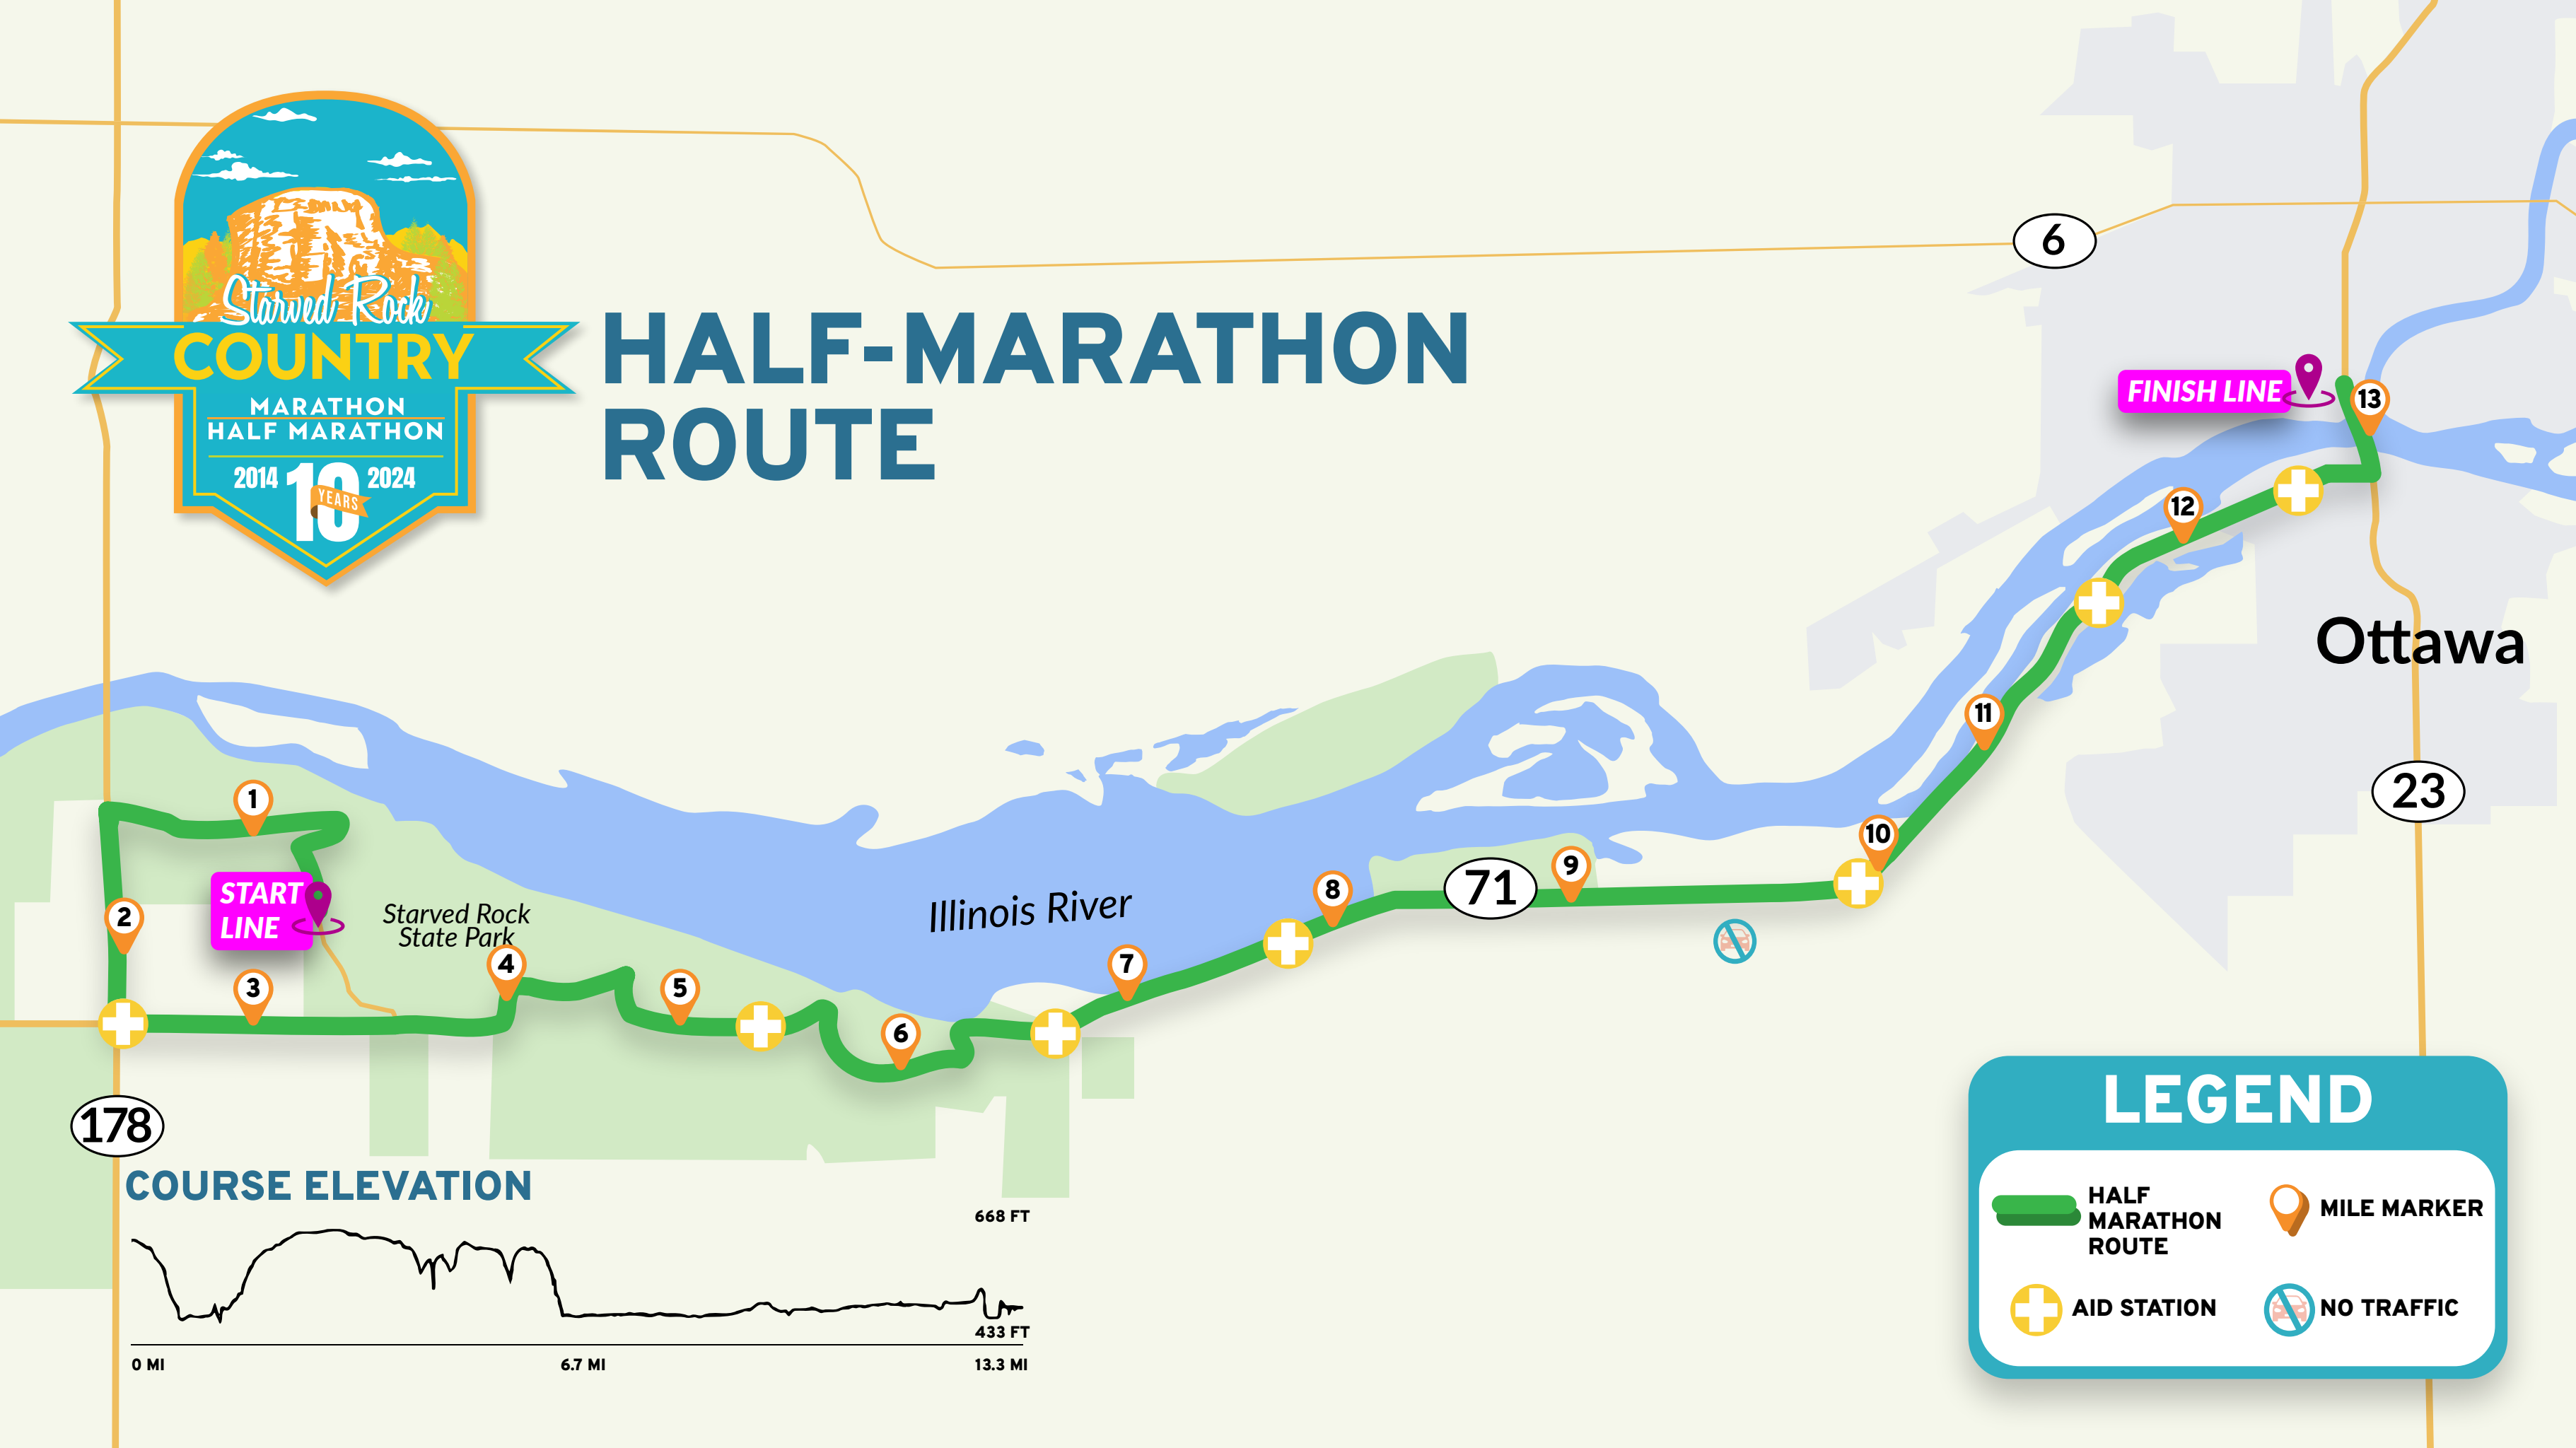 Starved Rock
COUNTRY
MARATHON
HALF MARATHON
2014 10 2024
YEARS
HALF-MARATHON
ROUTE
6
FINISH LINE
13
12
Ottawa
11
23
10
1
START
LINE
2
3
Starved Rock
State Park
4
5
6
Illinois River
7
8
71
9
178
COURSE ELEVATION
668 FT
433 FT
0 MI
6.7 MI
13.3 MI
LEGEND
HALF
MARATHON
ROUTE
MILE MARKER
AID STATION
NO TRAFFIC